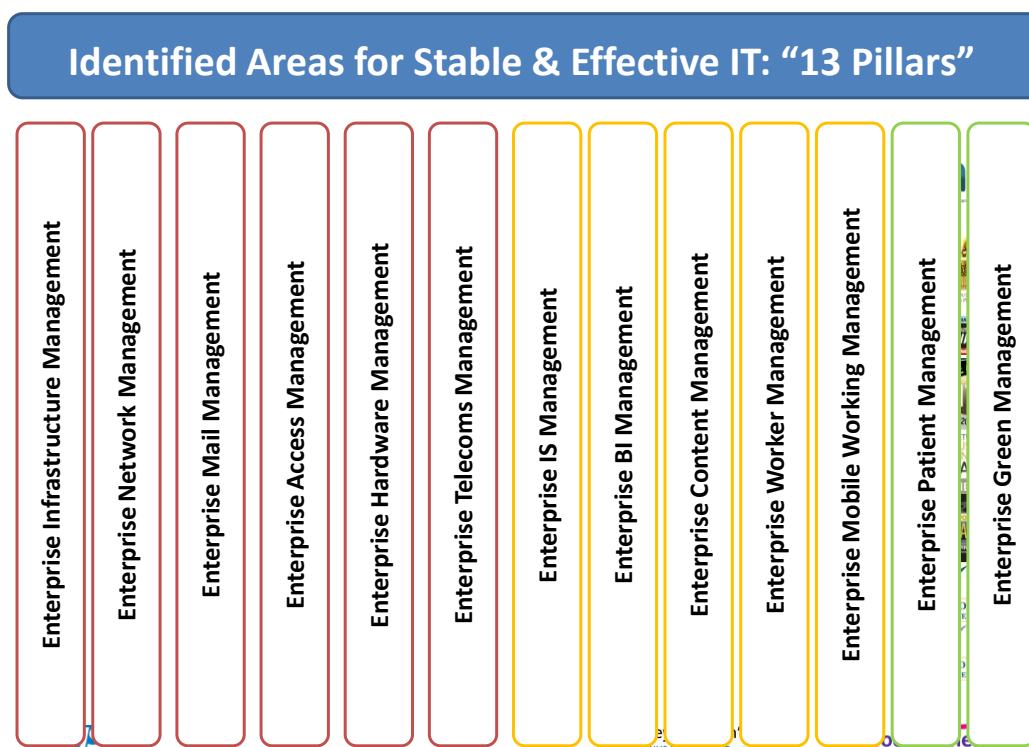 Identified Areas for Stable & Effective IT: “13 Pillars”
Enterprise Infrastructure Management
Enterprise Network Management
Enterprise Mail Management
Enterprise Access Management
Enterprise Hardware Management
Enterprise Telecoms Management
Enterprise IS Management
Enterprise BI Management
Enterprise Content Management
Enterprise Worker Management
Enterprise Mobile Working Management
Enterprise Patient Management
Enterprise Green Management